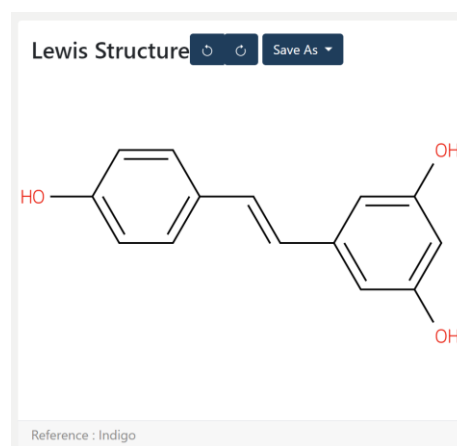 Lewis Structure Save As
OH
HO
OH
Reference : Indigo